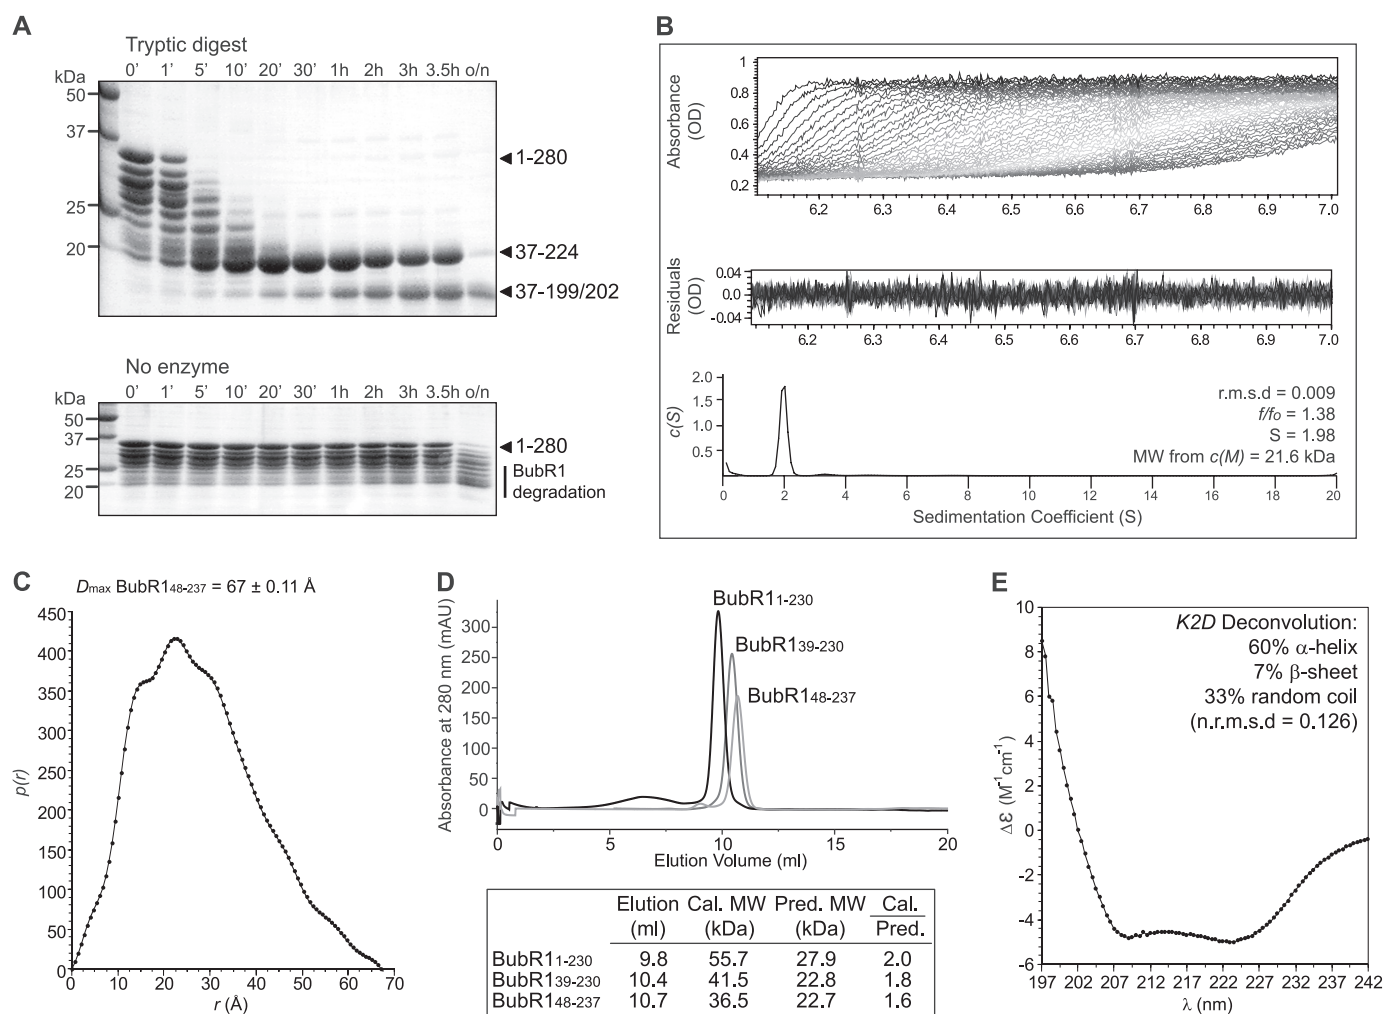 A
Tryptic digest
kDa 0' 1' 5' 10' 20' 30' 1h 2h 3h 3.5h o/n
50
37
25
20
1-280
37-224
37-199/202
No enzyme
kDa 0' 1' 5' 10' 20' 30' 1h 2h 3h 3.5h o/n
50
37
25
20
1-280
BubR1
degradation
B
Absorbance
(OD)
1
0.8
0.6
0.4
0.2
6.2 6.3 6.4 6.5 6.6 6.7 6.8 6.9 7.0
Residuals
(OD)
0.04
0.0
-0.04
6.2 6.3 6.4 6.5 6.6 6.7 6.8 6.9 7.0
c(S)
2.0
1.5
1.0
0.5
r.m.s.d = 0.009
f/fo = 1.38
S = 1.98
MW from c(M) = 21.6 kDa
0 2 4 6 8 10 12 14 16 18 20
Sedimentation Coefficient (S)
C
Dmax BubR148-237 = 67 ± 0.11 Å
p(r)
450
400
350
300
250
200
150
100
50
0
0 10 20 30 40 50 60 70
r (Å)
D
Absorbance at 280 nm (mAU)
300
250
200
150
100
50
0
BubR11-230
BubR139-230
BubR148-237
0 5 10 15 20
Elution Volume (ml)
Elution Cal. MW Pred. MW Cal.
(ml) (kDa) (kDa) Pred.
BubR11-230 9.8 55.7 27.9 2.0
BubR139-230 10.4 41.5 22.8 1.8
BubR148-237 10.7 36.5 22.7 1.6
E
K2D Deconvolution:
60% α-helix
7% β-sheet
33% random coil
(n.r.m.s.d = 0.126)
Δε (M⁻¹cm⁻¹)
10
8
6
4
2
0
-2
-4
-6
197 202 207 212 217 222 227 232 237 242
λ (nm)